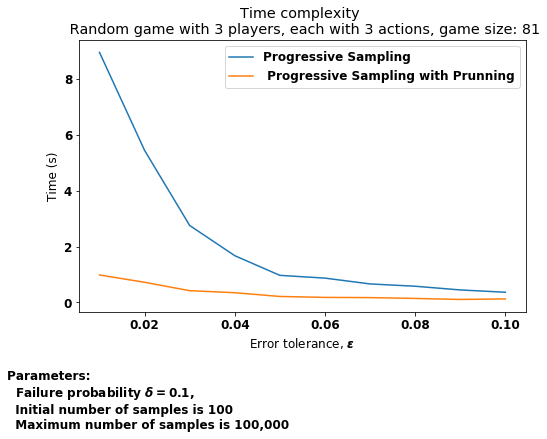 Time complexity
Random game with 3 players, each with 3 actions, game size: 81
Progressive Sampling
Progressive Sampling with Prunning
8
6
4
2
0
Time (s)
0.02 0.04 0.06 0.08 0.10
Error tolerance, ε
Parameters:
Failure probability δ = 0.1,
Initial number of samples is 100
Maximum number of samples is 100,000